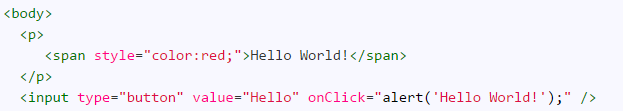 <body>
  <p>
     <span style="color:red;">Hello World!</span>
  </p>
  <input type="button" value="Hello" onClick="alert('Hello World!');" />